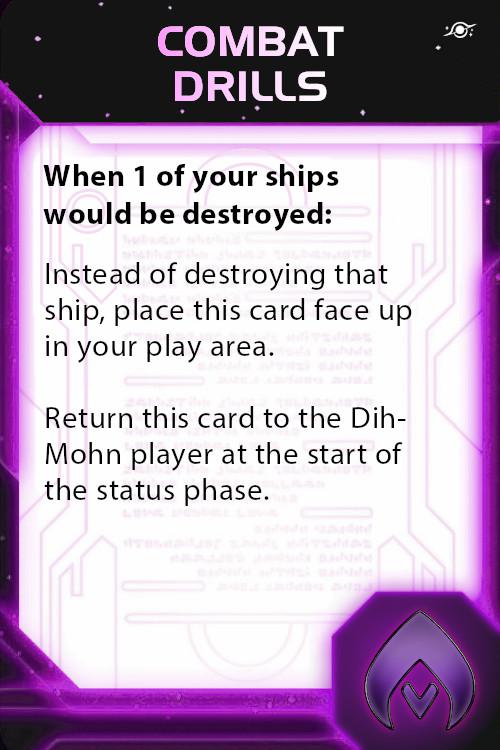 COMBAT
DRILLS
When 1 of your ships
would be destroyed:
Instead of destroying that
ship, place this card face up
in your play area.
Return this card to the Dih-
Mohn player at the start of
the status phase.